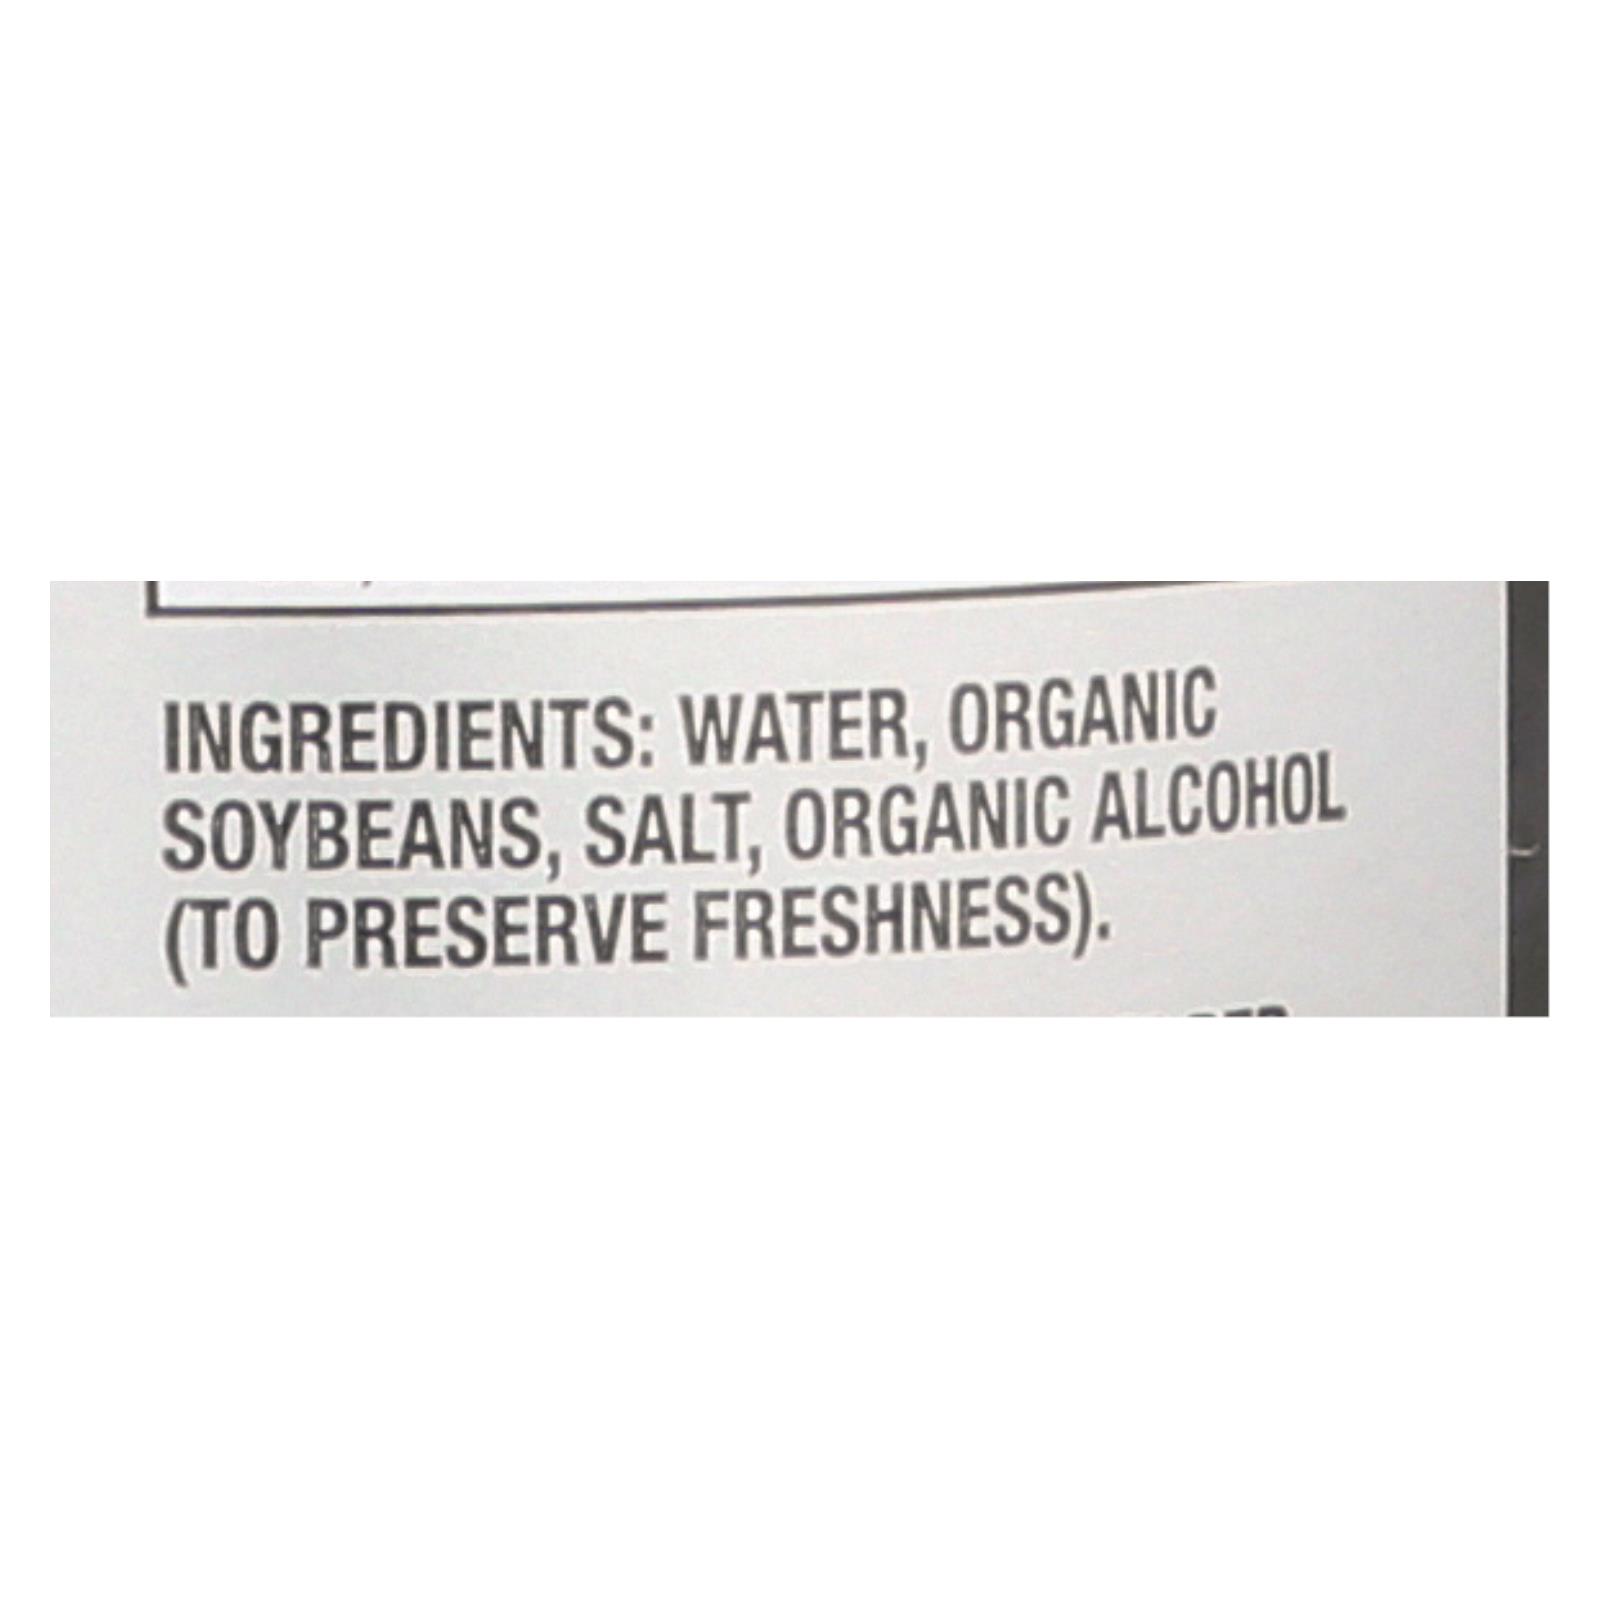 INGREDIENTS: WATER, ORGANIC
SOYBEANS, SALT, ORGANIC ALCOHOL
(TO PRESERVE FRESHNESS).